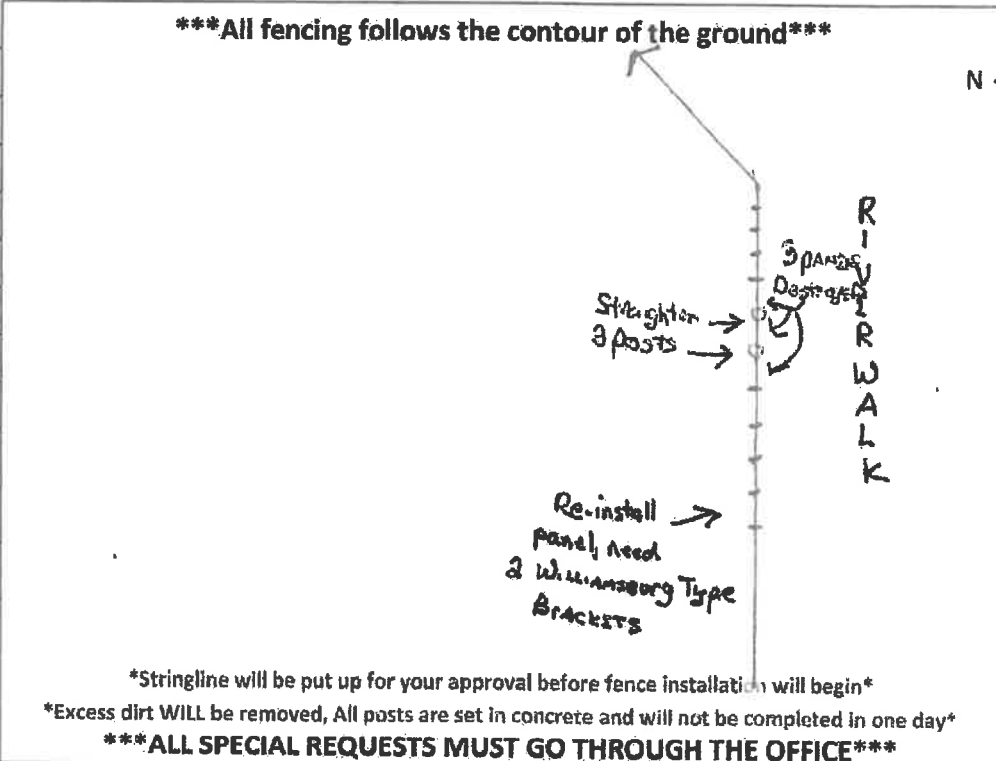 ***All fencing follows the contour of the ground***
N
RIVERWALK
3 panels
Destroyed
Straighten
2 posts
Re-install
panel, need
2 Williamsburg Type
Brackets
*Stringline will be put up for your approval before fence installation will begin*
*Excess dirt WILL be removed, All posts are set in concrete and will not be completed in one day*
***ALL SPECIAL REQUESTS MUST GO THROUGH THE OFFICE***